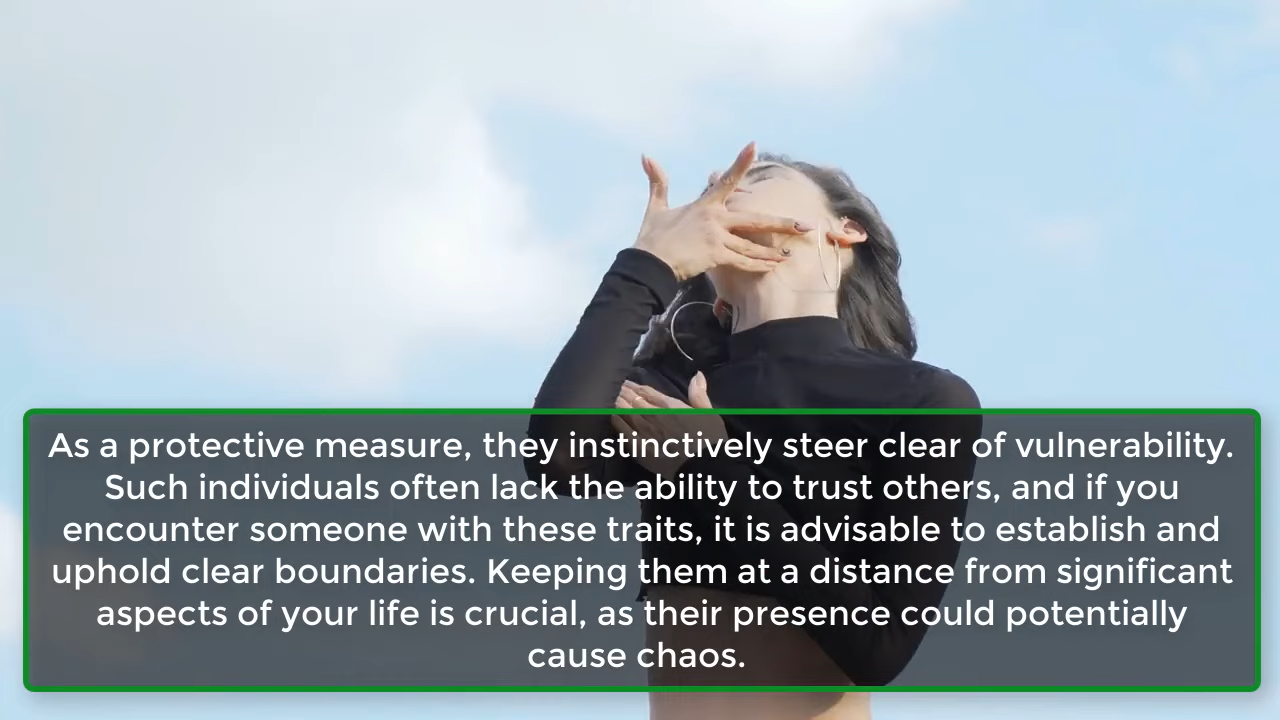 As a protective measure, they instinctively steer clear of vulnerability.
Such individuals often lack the ability to trust others, and if you
encounter someone with these traits, it is advisable to establish and
uphold clear boundaries. Keeping them at a distance from significant
aspects of your life is crucial, as their presence could potentially
cause chaos.